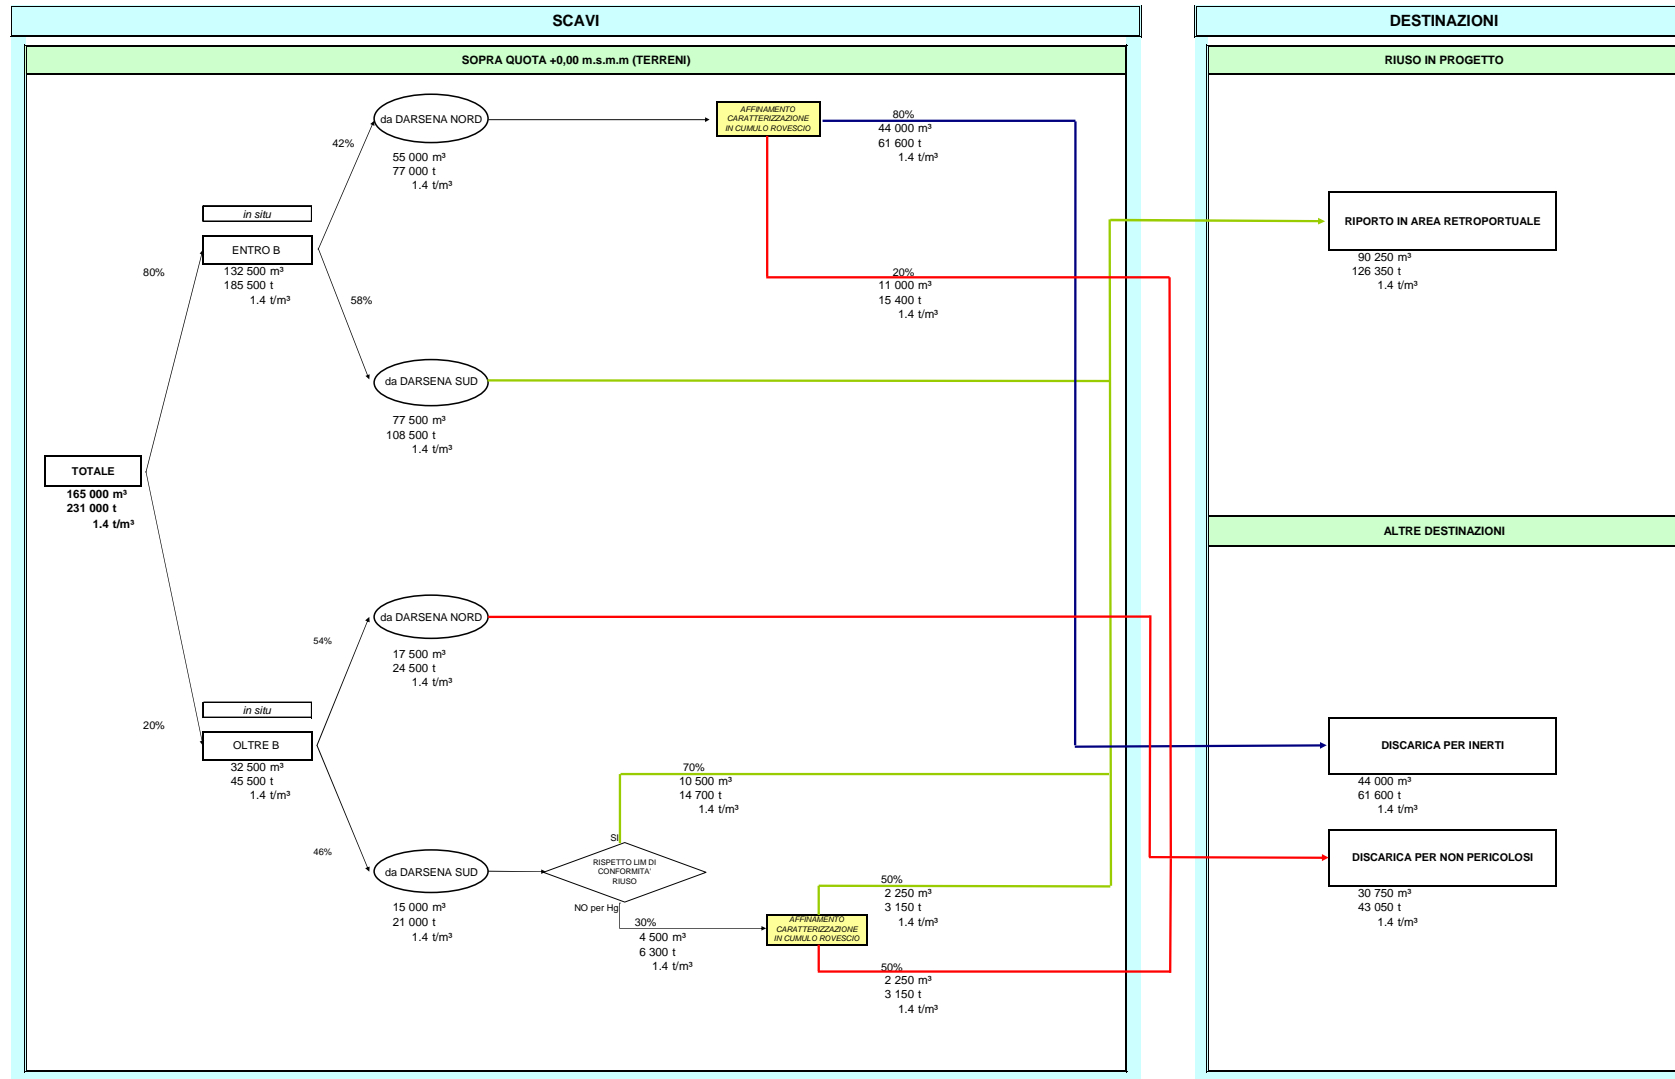 SCAVI
DESTINAZIONI
SOPRA QUOTA +0,00 m.s.m.m (TERRENI)
RIUSO IN PROGETTO
da DARSENA NORD
55 000 m³
77 000 t
1.4 t/m³
42%
AFFINAMENTO
CARATTERIZZAZIONE
IN CUMULO ROVESCIO
80%
44 000 m³
61 600 t
1.4 t/m³
in situ
ENTRO B
132 500 m³
185 500 t
1.4 t/m³
80%
58%
20%
11 000 m³
15 400 t
1.4 t/m³
RIPORTO IN AREA RETROPORTUALE
90 250 m³
126 350 t
1.4 t/m³
da DARSENA SUD
77 500 m³
108 500 t
1.4 t/m³
TOTALE
165 000 m³
231 000 t
1.4 t/m³
ALTRE DESTINAZIONI
da DARSENA NORD
17 500 m³
24 500 t
1.4 t/m³
54%
in situ
20%
OLTRE B
32 500 m³
45 500 t
1.4 t/m³
46%
70%
10 500 m³
14 700 t
1.4 t/m³
DISCARICA PER INERTI
44 000 m³
61 600 t
1.4 t/m³
SI
da DARSENA SUD
15 000 m³
21 000 t
1.4 t/m³
RISPETTO LIM DI
CONFORMITA'
RIUSO
NO per Hg
30%
4 500 m³
6 300 t
1.4 t/m³
AFFINAMENTO
CARATTERIZZAZIONE
IN CUMULO ROVESCIO
50%
2 250 m³
3 150 t
1.4 t/m³
50%
2 250 m³
3 150 t
1.4 t/m³
DISCARICA PER NON PERICOLOSI
30 750 m³
43 050 t
1.4 t/m³